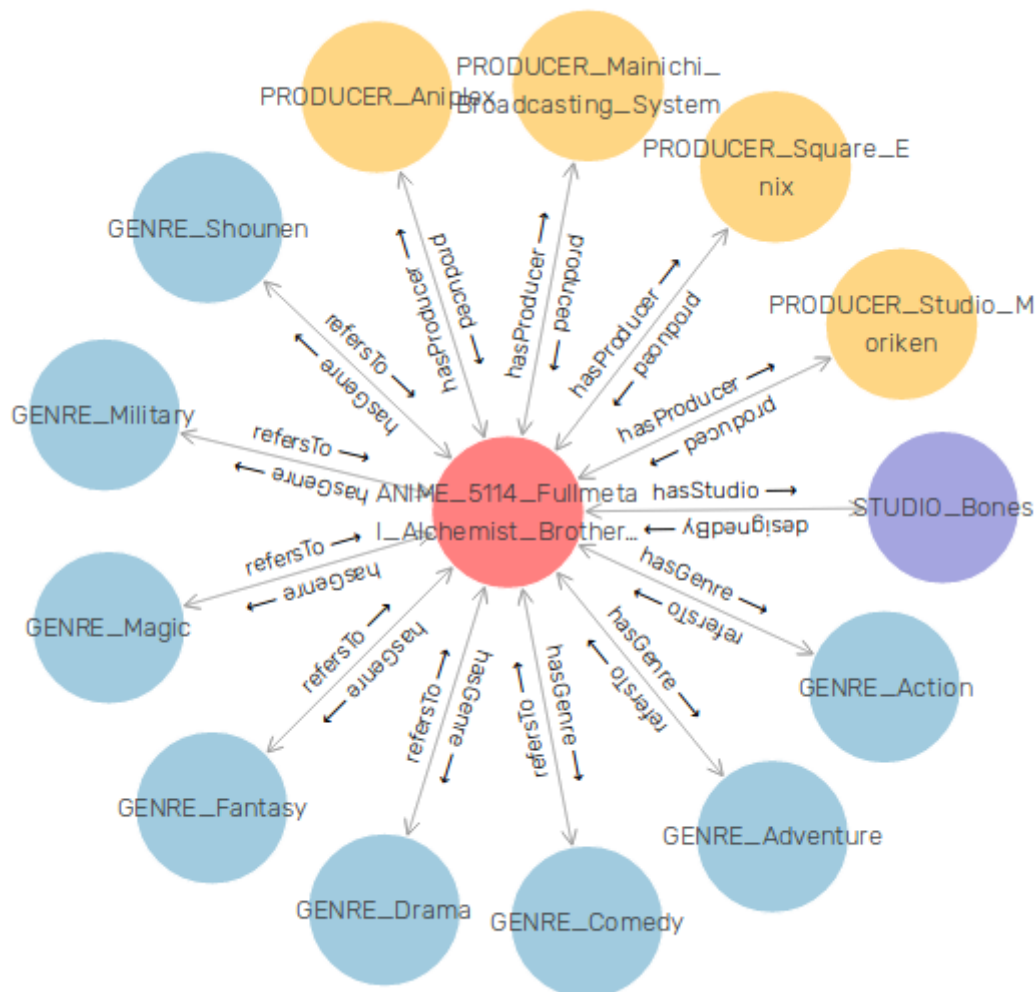 PRODUCER_Aniplex
PRODUCER_Mainichi_
Broadcasting_System
PRODUCER_Square_E
nix
PRODUCER_Studio_M
oriken
GENRE_Shounen
GENRE_Military
GENRE_Magic
GENRE_Fantasy
GENRE_Drama
GENRE_Comedy
GENRE_Adventure
GENRE_Action
STUDIO_Bones
ANIME_5114_Fullmeta
l_Alchemist_Brother...
produced →
hasProducer →
hasProducer →
produced →
hasProducer →
produced →
hasProducer →
produced →
hasStudio →
designedBy →
hasGenre →
refersTo →
hasGenre →
refersTo →
hasGenre →
refersTo →
refersTo →
hasGenre →
refersTo →
hasGenre →
refersTo →
hasGenre →
refersTo →
hasGenre →
refersTo →
hasGenre →